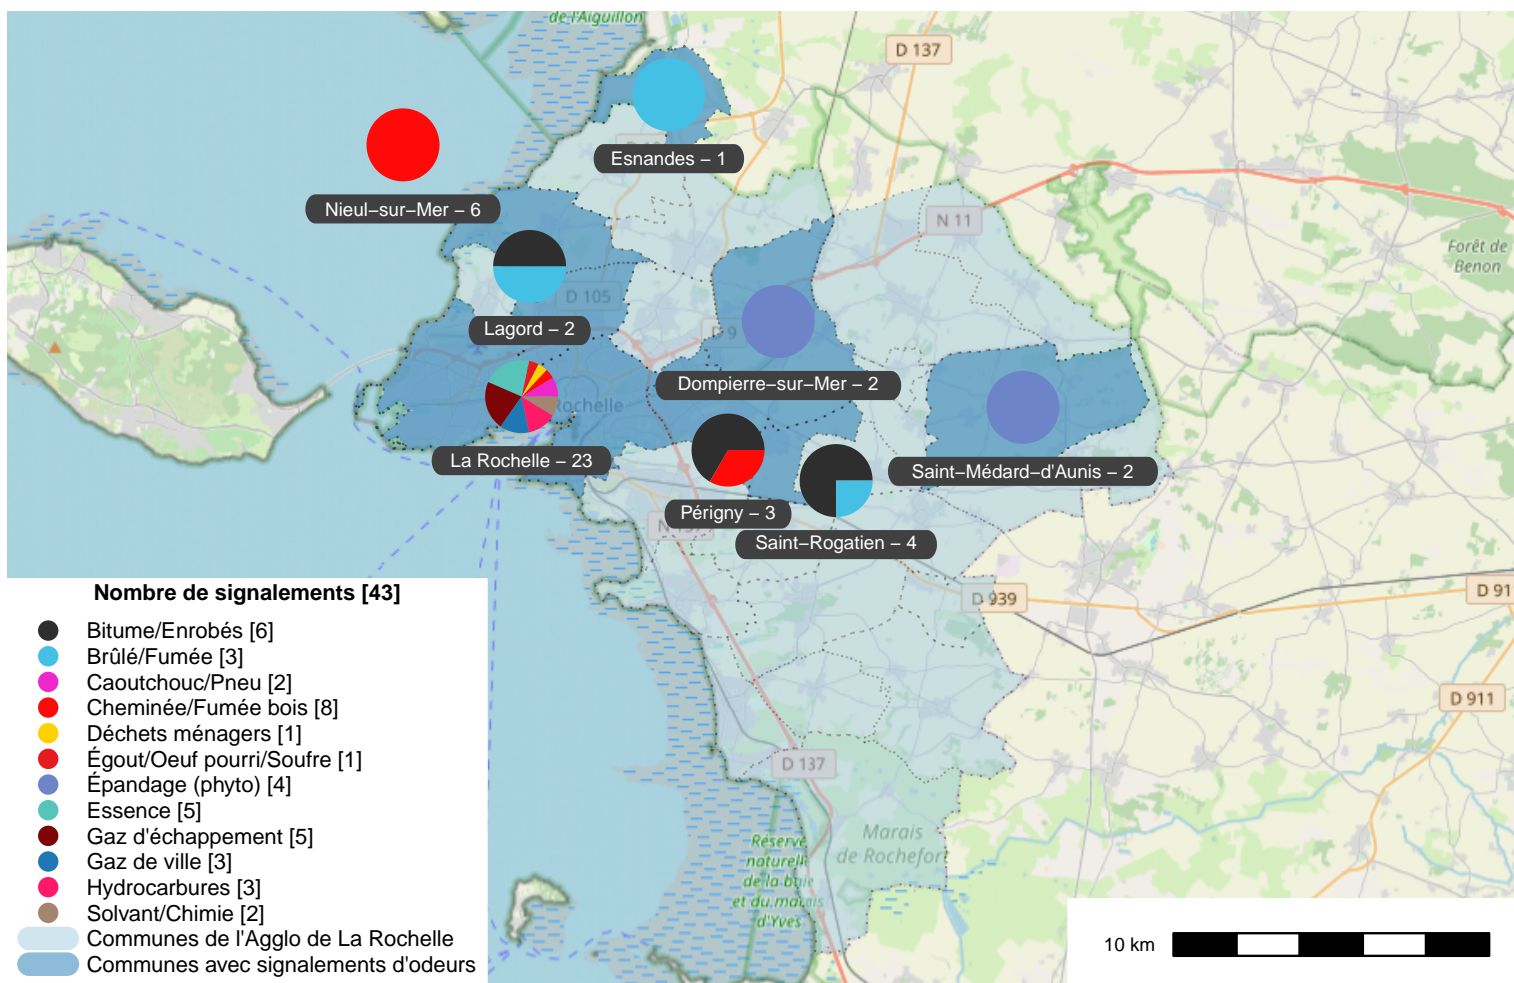 de l'Aiguillon
D 137
Esnandes – 1
Nieul–sur–Mer – 6
N 11
Forêt de
Benon
D 105
Lagord – 2
D 9
Dompierre–sur–Mer – 2
Rochelle
La Rochelle – 23
Saint–Médard–d'Aunis – 2
Périgny – 3
N 137
Saint–Rogatien – 4
D 939
D 91
D 911
D 137
Marais
de Rochefort
Réserve
naturelle
de la baie
et du marais
d'Yves
Nombre de signalements [43]
Bitume/Enrobés [6]
Brûlé/Fumée [3]
Caoutchouc/Pneu [2]
Cheminée/Fumée bois [8]
Déchets ménagers [1]
Égout/Oeuf pourri/Soufre [1]
Épandage (phyto) [4]
Essence [5]
Gaz d'échappement [5]
Gaz de ville [3]
Hydrocarbures [3]
Solvant/Chimie [2]
Communes de l'Agglo de La Rochelle
Communes avec signalements d'odeurs
10 km